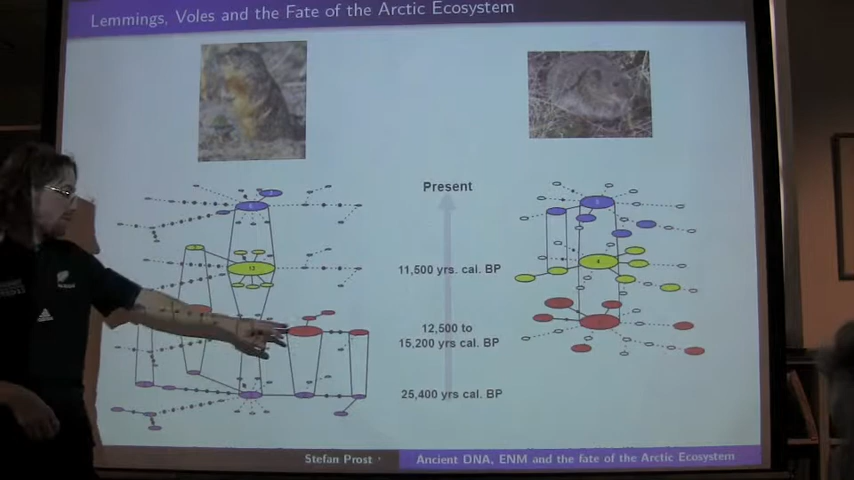 Lemmings, Voles and the Fate of the Arctic Ecosystem
Present
11,500 yrs. cal. BP
12,500 to
15,200 yrs cal. BP
25,400 yrs cal. BP
Stefan Prost
Ancient DNA, ENM and the fate of the Arctic Ecosystem